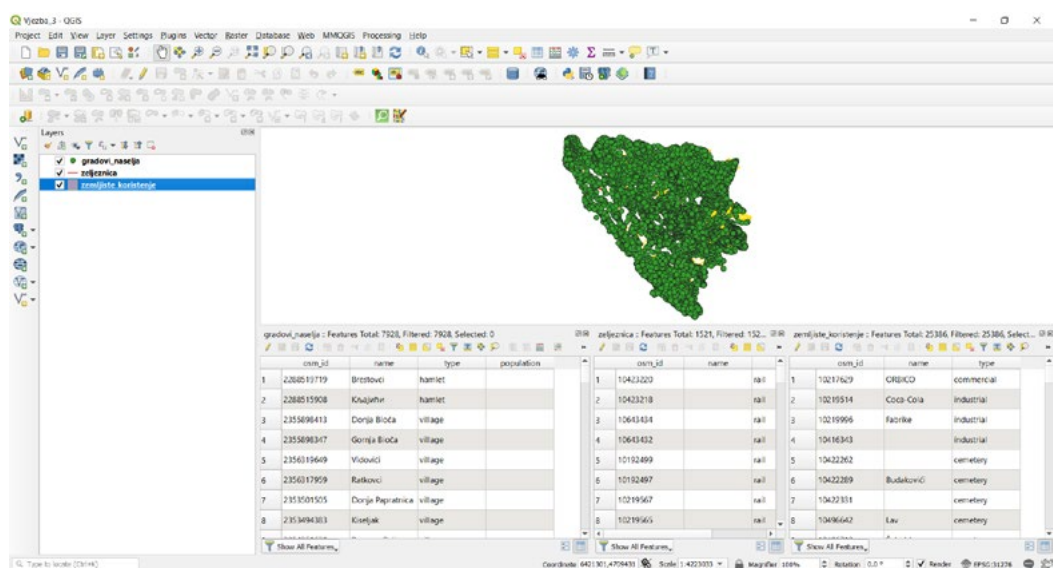 Vjezba_3 - QGIS
Project Edit View Layer Settings Plugins Vector Raster Database Web MMQGIS Processing Help
Layers
gradovi_naselja
zeljeznica
zemljiste_koristenje
gradovi_naselja :: Features Total: 7928, Filtered: 7928, Selected: 0
osm_id name type population
1 2288519719 Brestovci hamlet
2 2288515908 Књајићи hamlet
3 2355898413 Donja Bioča village
4 2355898347 Gornja Bioča village
5 2356319649 Vidovići village
6 2356317959 Ratkovci village
7 2353501505 Donja Papratnica village
8 2353494383 Kiseljak village
Show All Features
zeljeznica :: Features Total: 1521, Filtered: 152...
osm_id name
1 10423220 rail
2 10423218 rail
3 10643434 rail
4 10643432 rail
5 10192499 rail
6 10192497 rail
7 10219567 rail
8 10219565 rail
Show All Features
zemljiste_koristenje :: Features Total: 25386, Filtered: 25386, Select...
osm_id name type
1 10217629 ORBICO commercial
2 10219514 Coca-Cola industrial
3 10219996 Fabrike industrial
4 10416343 industrial
5 10422262 cemetery
6 10422289 Budakovići cemetery
7 10422331 cemetery
8 10496642 Lav cemetery
Show All Features
Type to locate (Ctrl+K)
Coordinate 6421301,4709433 Scale 1:4223033 Magnifier 100% Rotation 0.0 ° Render EPSG:31276